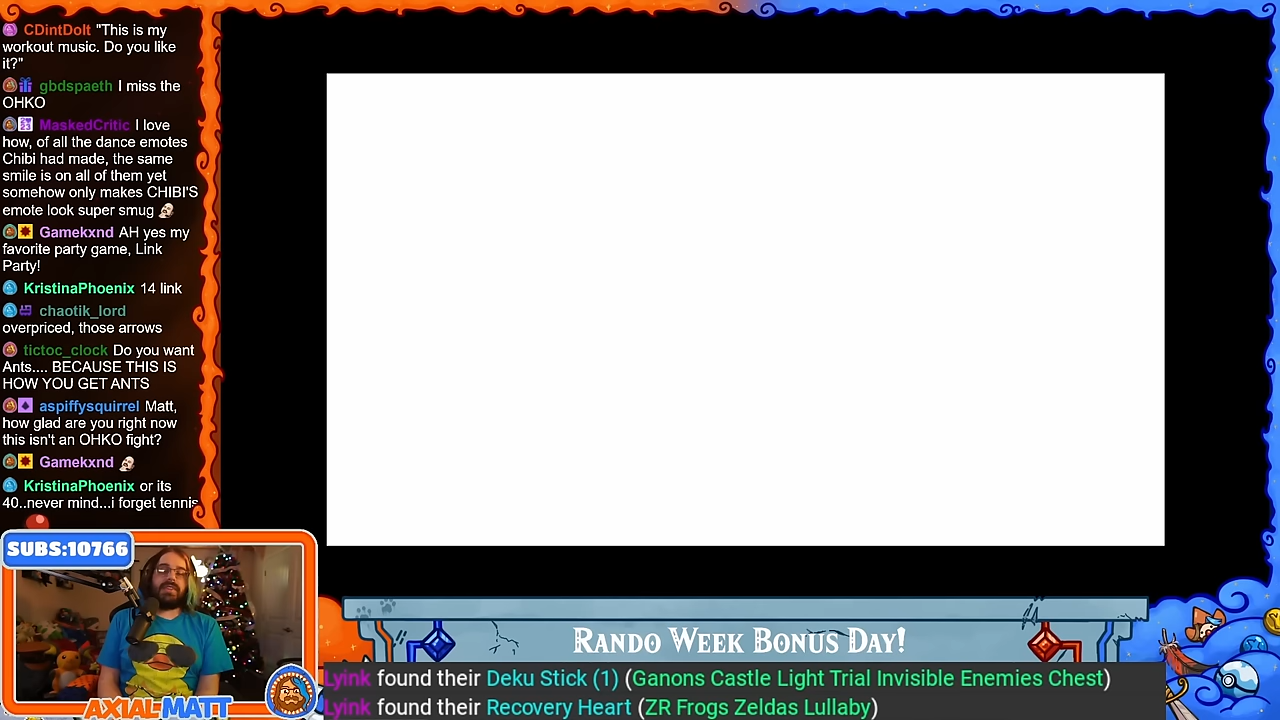 CDintDolt "This is my
workout music. Do you like
it?"
gbdspaeth I miss the
OHKO
MaskedCritic I love
how, of all the dance emotes
Chibi had made, the same
smile is on all of them yet
somehow only makes CHIBI'S
emote look super smug
Gamekxnd AH yes my
favorite party game, Link
Party!
KristinaPhoenix 14 link
chaotik_lord
overpriced, those arrows
tictoc_clock Do you want
Ants.... BECAUSE THIS IS
HOW YOU GET ANTS
aspiffysquirrel Matt,
how glad are you right now
this isn't an OHKO fight?
Gamekxnd
KristinaPhoenix or its
40..never mind...i forget tennis
SUBS:10766
AXIALMATT
RANDO WEEK BONUS DAY!
Lyink found their Deku Stick (1) (Ganons Castle Light Trial Invisible Enemies Chest)
Lyink found their Recovery Heart (ZR Frogs Zeldas Lullaby)